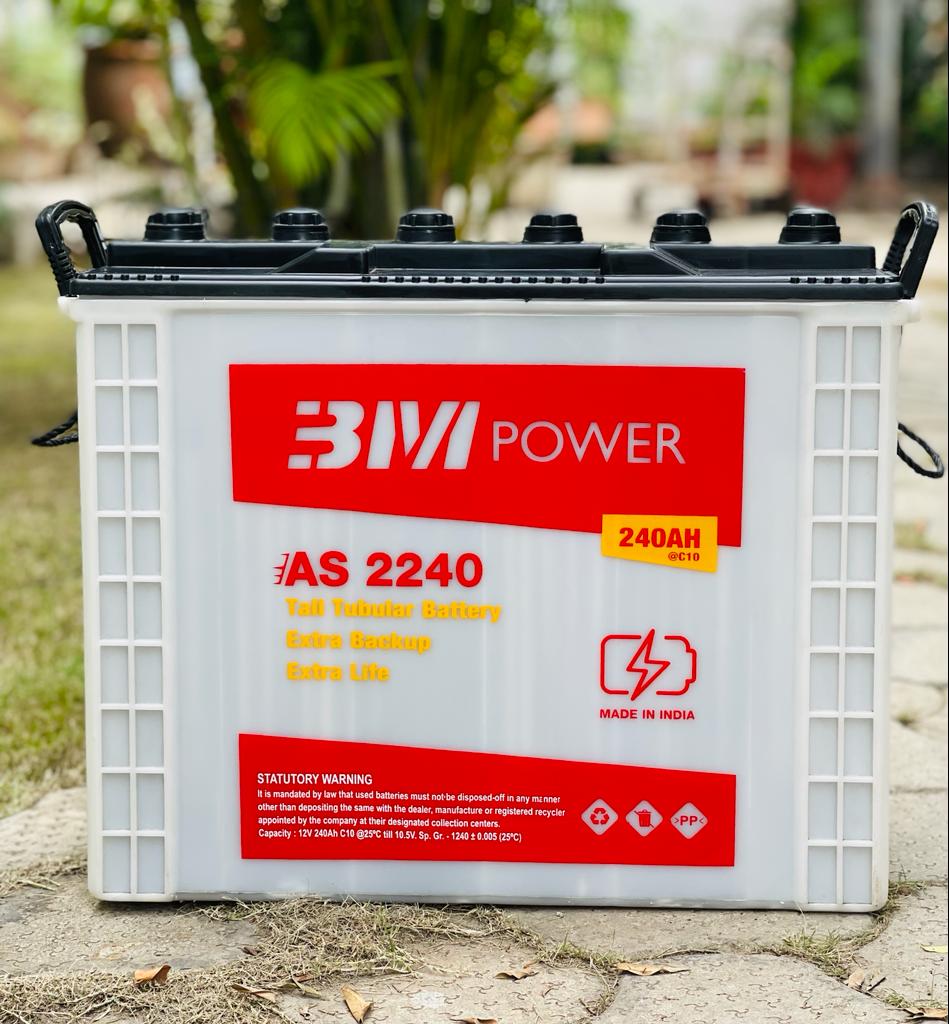 BM POWER
240AH
@C10
AS 2240
Tall Tubular Battery
Extra Backup
Extra Life
MADE IN INDIA
STATUTORY WARNING
It is mandated by law that used batteries must not be disposed-off in any manner
other than depositing the same with the dealer, manufacture or registered recycler
appointed by the company at their designated collection centers.
Capacity : 12V 240Ah C10 @25ºC till 10.5V. Sp. Gr. - 1240 ± 0.005 (25ºC)
>PP<